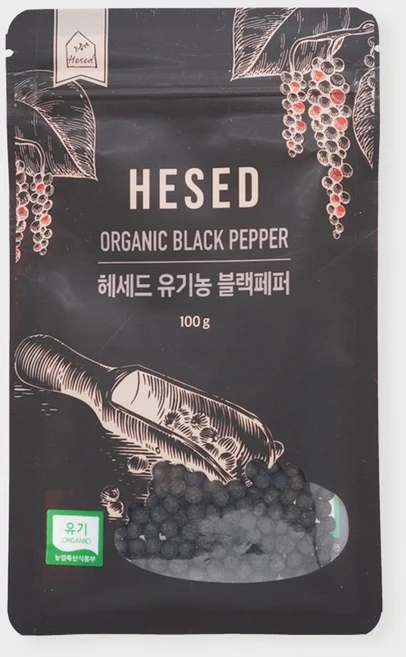 Hesed
HESED
ORGANIC BLACK PEPPER
헤세드 유기농 블랙페퍼
100 g
유기
(ORGANIC)
농림축산식품부